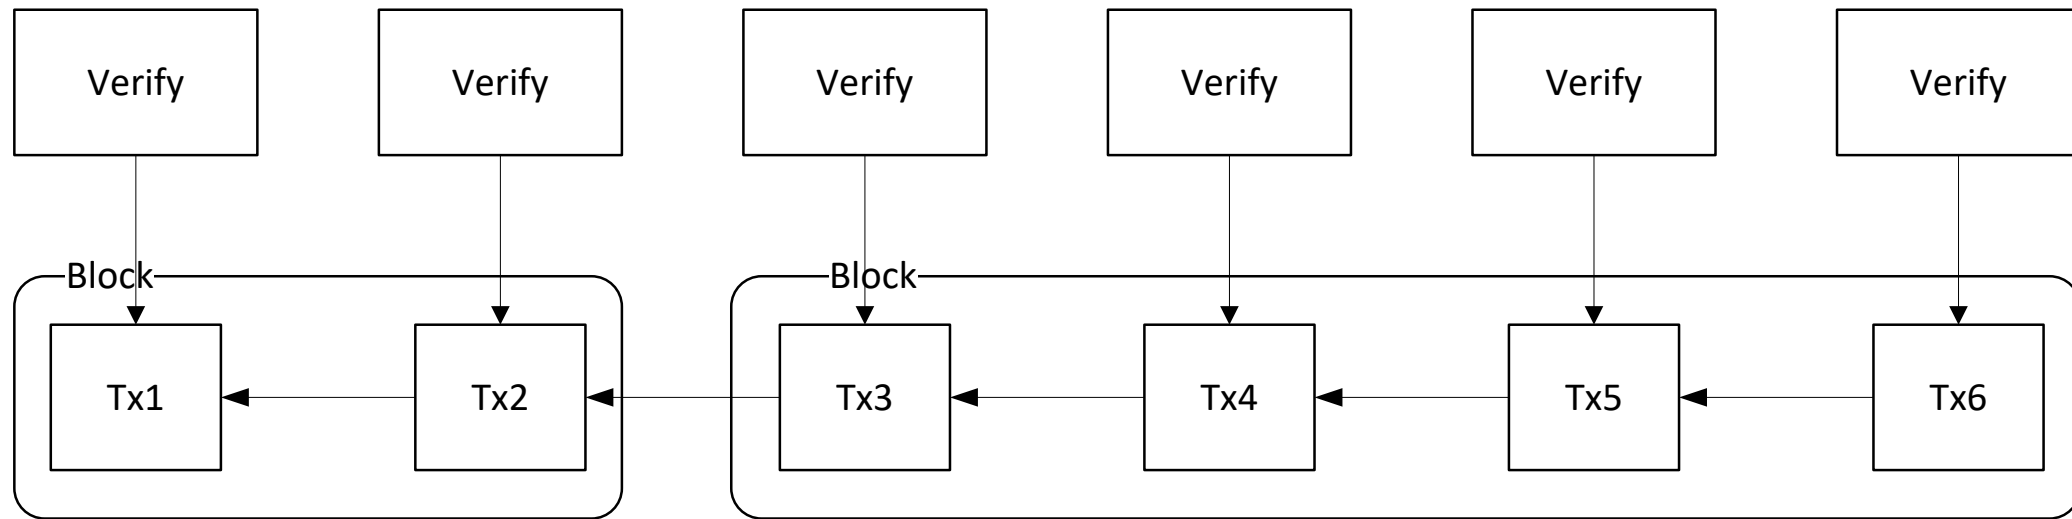 Verify Verify Verify Verify Verify Verify
Block Block
Tx1 Tx2 Tx3 Tx4 Tx5 Tx6